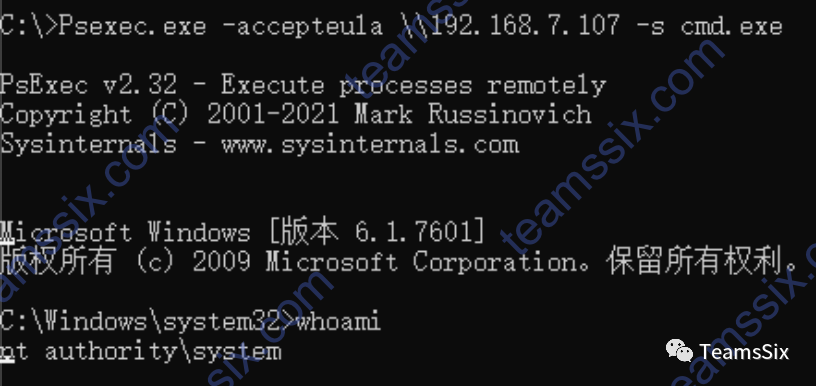 C:\>Psexec.exe -accepteula \\192.168.7.107 -s cmd.exe
PsExec v2.32 - Execute processes remotely
Copyright (C) 2001-2021 Mark Russinovich
Sysinternals - www.sysinternals.com
Microsoft Windows [版本 6.1.7601]
版权所有 (c) 2009 Microsoft Corporation。保留所有权利。
C:\Windows\system32>whoami
nt authority\system
TeamsSix
teamssix.com
teamssix.com
teamssix.com
teamssix.com
teamssix.com